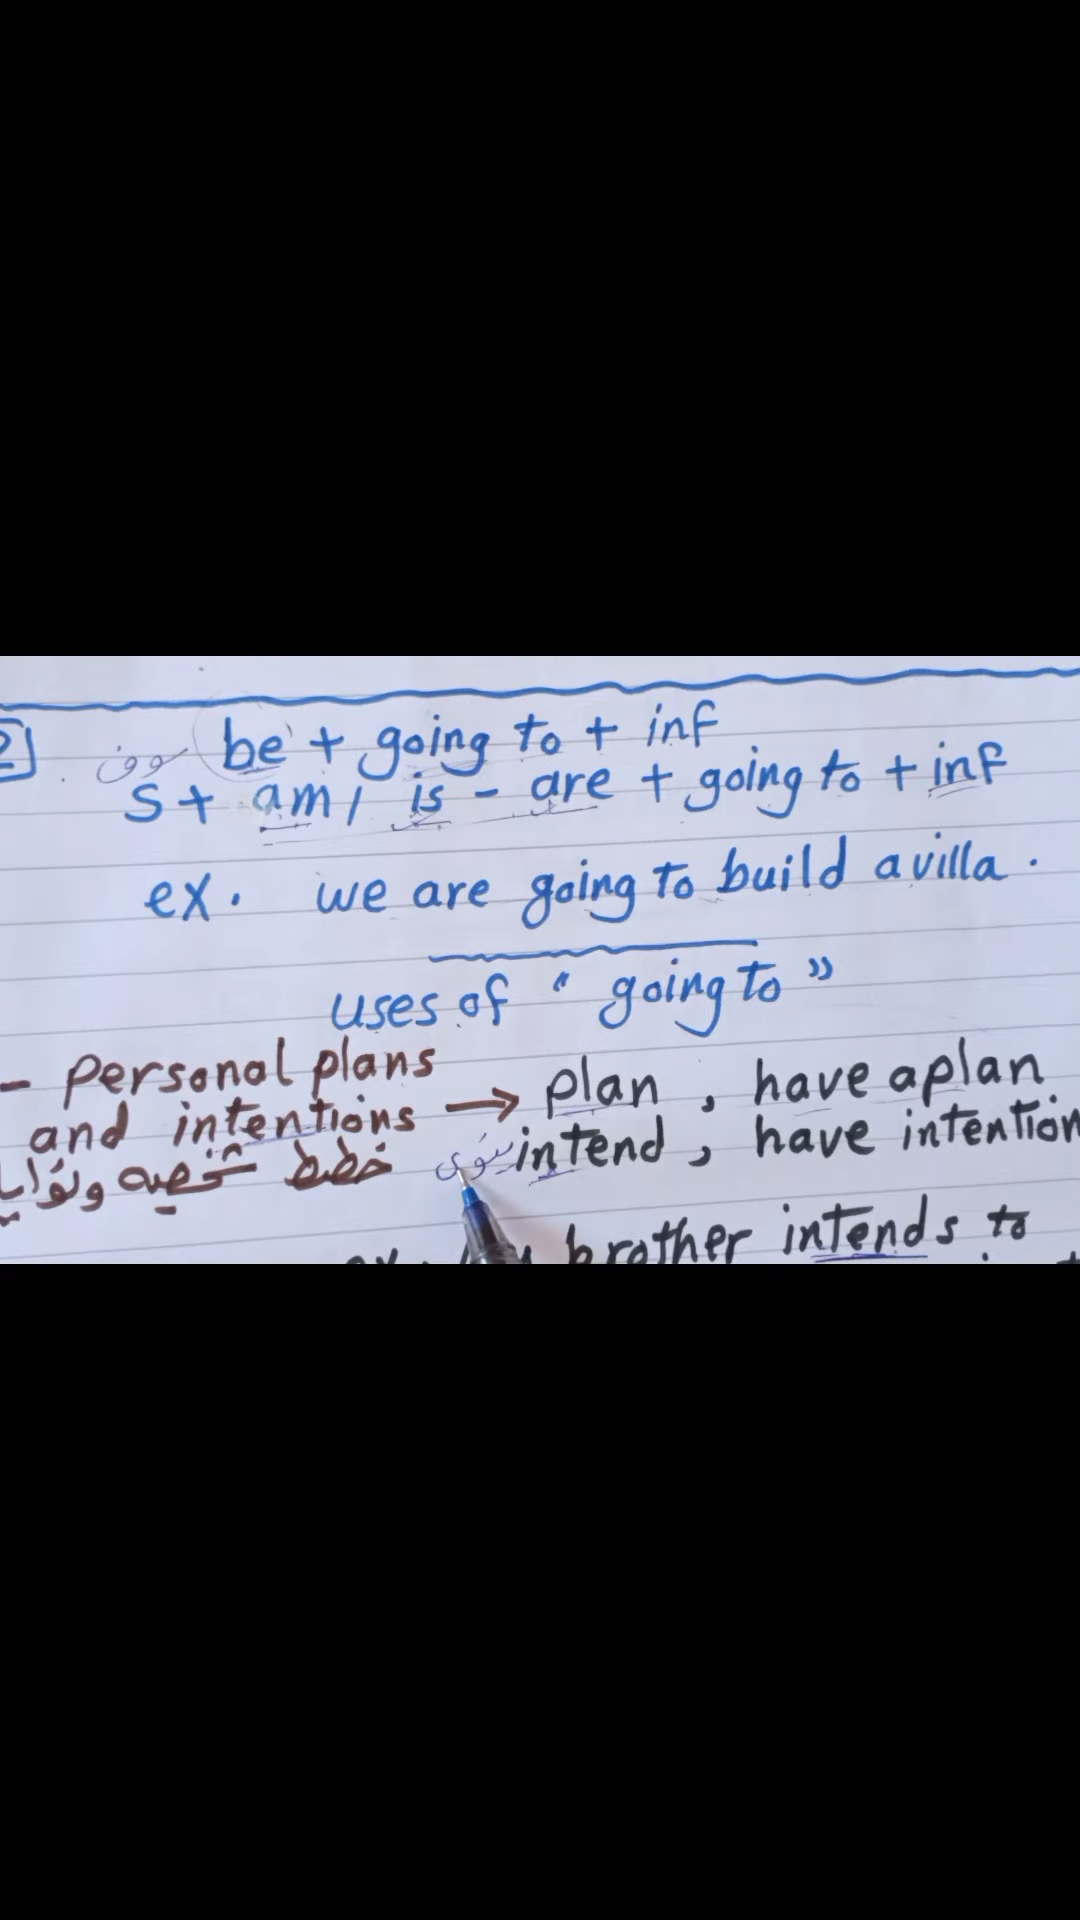 2 سوف be + going to + inf
S + am / is - are + going to + inf
ex. we are going to build a villa.
uses of " going to "
- Personal plans → plan , have a plan
and intentions ينوى intend , have intention
خطط شخصيه ونوايا
brother intends to